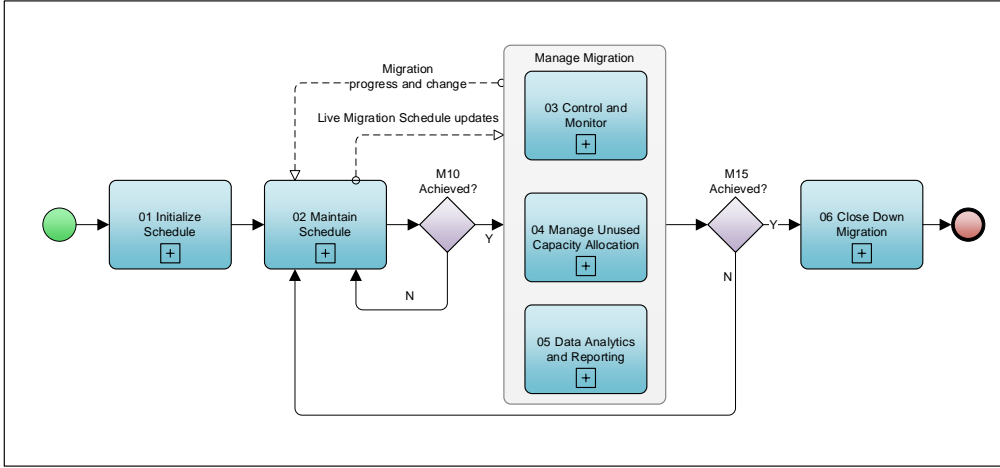 Manage Migration
Migration
progress and change
Live Migration Schedule updates
03 Control and
Monitor
01 Initialize
Schedule
02 Maintain
Schedule
M10
Achieved?
Y
N
04 Manage Unused
Capacity Allocation
05 Data Analytics
and Reporting
M15
Achieved?
Y
N
06 Close Down
Migration